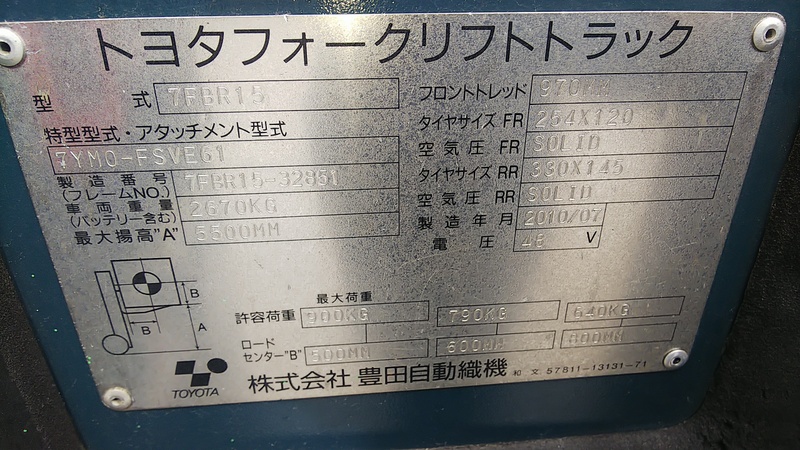 トヨタフォークリフトトラック
型 式 7FBR15
特型型式・アタッチメント型式
7YM0-FSVE61
製造番号 (フレームNO.) 7FBR15-32851
車両重量 (バッテリー含む) 2670KG
最大揚高"A" 5500MM
フロントトレッド 970MM
タイヤサイズ FR 254X120
空気圧 FR SOLID
タイヤサイズ RR 330X145
空気圧 RR SOLID
製造年月 2010/07
電 圧 48 V
B
B
A
最大荷重
許容荷重 900KG 790KG 640KG
ロードセンター"B" 500MM 600MM 800MM
TOYOTA
株式会社 豊田自動織機 和 文 57811-13131-71